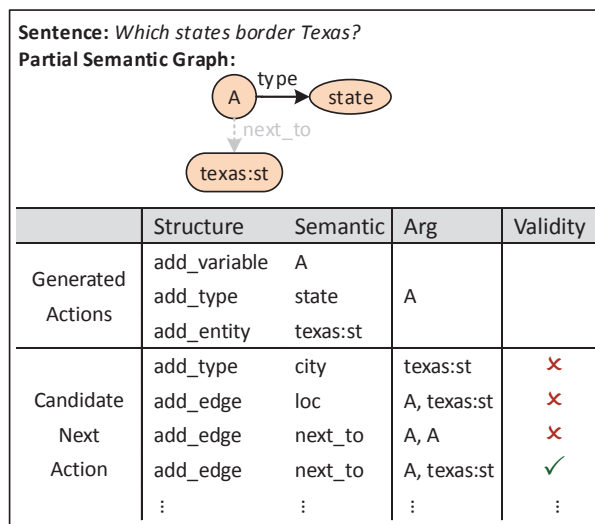 Sentence: Which states border Texas?
Partial Semantic Graph:
type
A
state
next_to
texas:st
Structure Semantic Arg Validity
add_variable A
Generated add_type state A
Actions add_entity texas:st
add_type city texas:st ✗
Candidate add_edge loc A, texas:st ✗
Next add_edge next_to A, A ✗
Action add_edge next_to A, texas:st ✓
⋮ ⋮ ⋮ ⋮